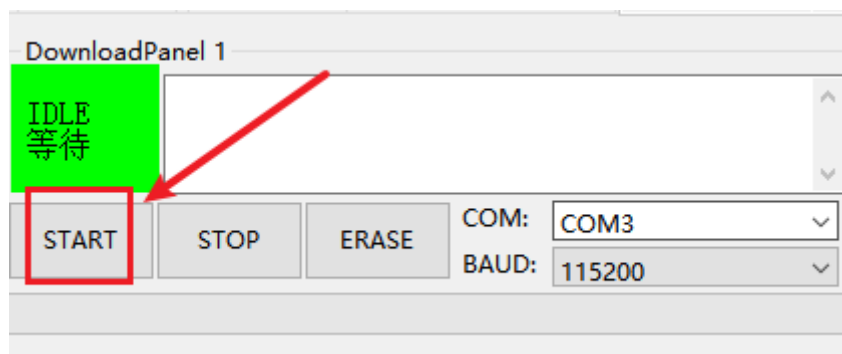 DownloadPanel 1
IDLE
等待
START
STOP
ERASE
COM:
COM3
BAUD:
115200